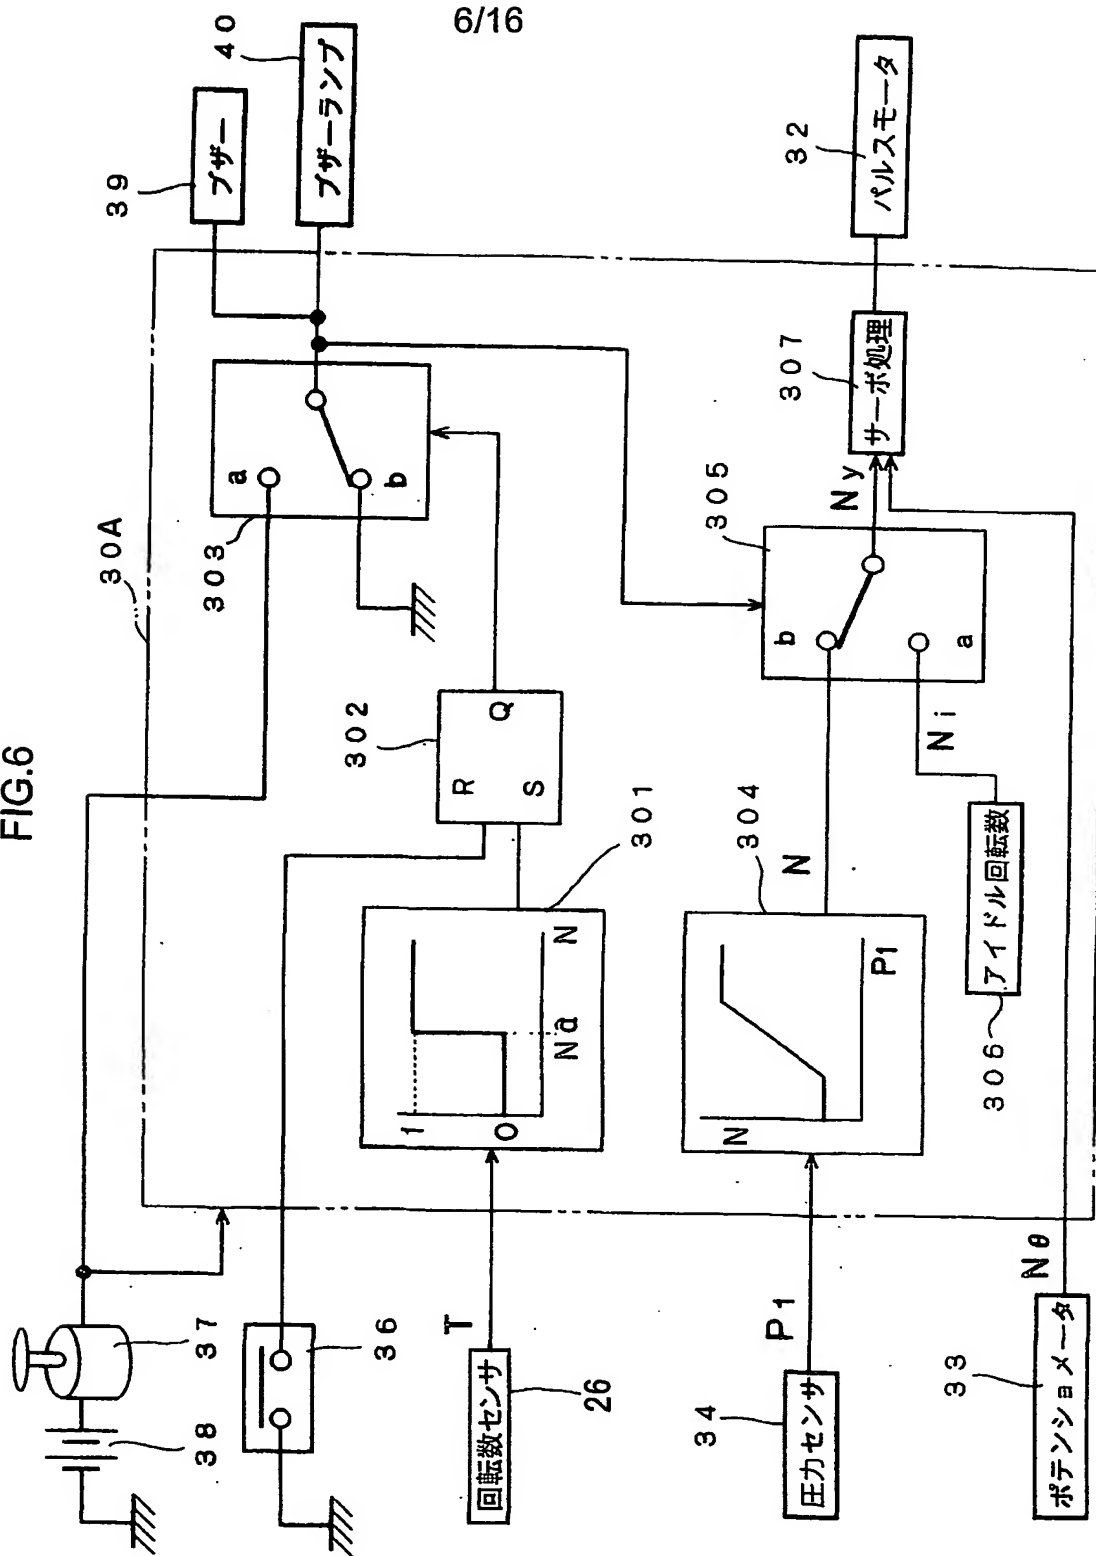 6/16
FIG.6
30A
39
ブザー
40
ブザーランプ
303
a
b
38
37
36
302
R
S
Q
301
1
0
Na
N
T
回転数センサ
26
304
N
P1
N
305
b
a
Ny
Ni
306
アイドル回転数
307
サーボ処理
32
パルスモータ
P1
34
圧力センサ
33
ポテンショメータ
Nθ